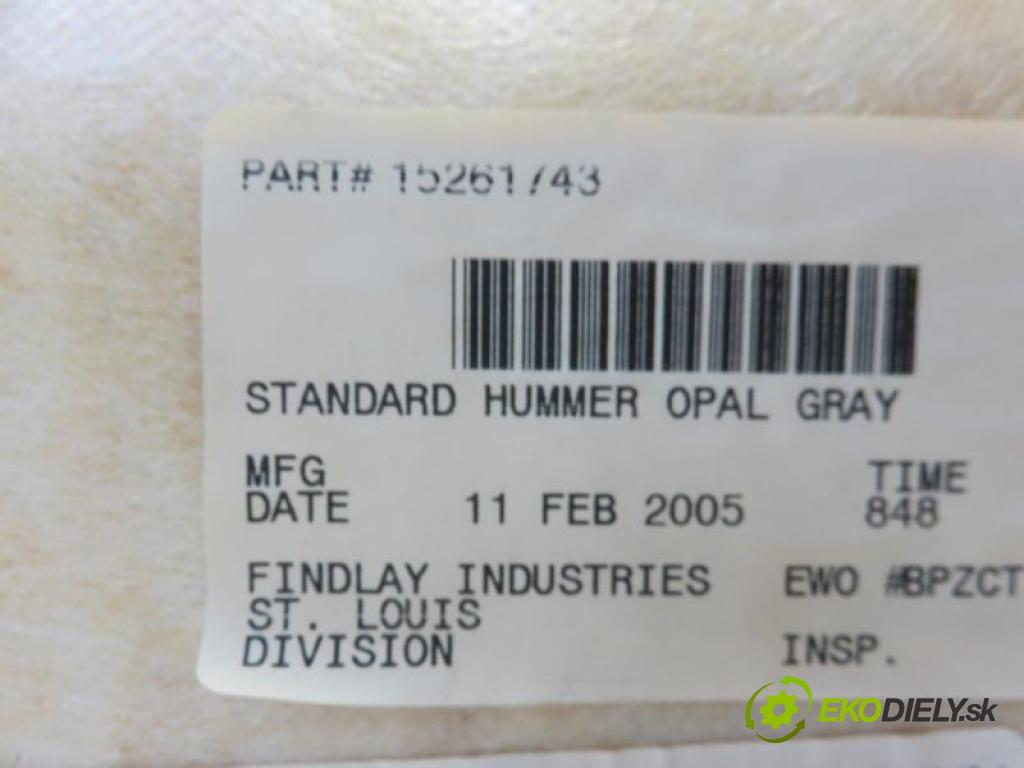 PART# 15261743
STANDARD HUMMER OPAL GRAY
MFG TIME
DATE 11 FEB 2005 848
FINDLAY INDUSTRIES EWO #BPZCT
ST. LOUIS
DIVISION INSP.
EKODIELY.sk